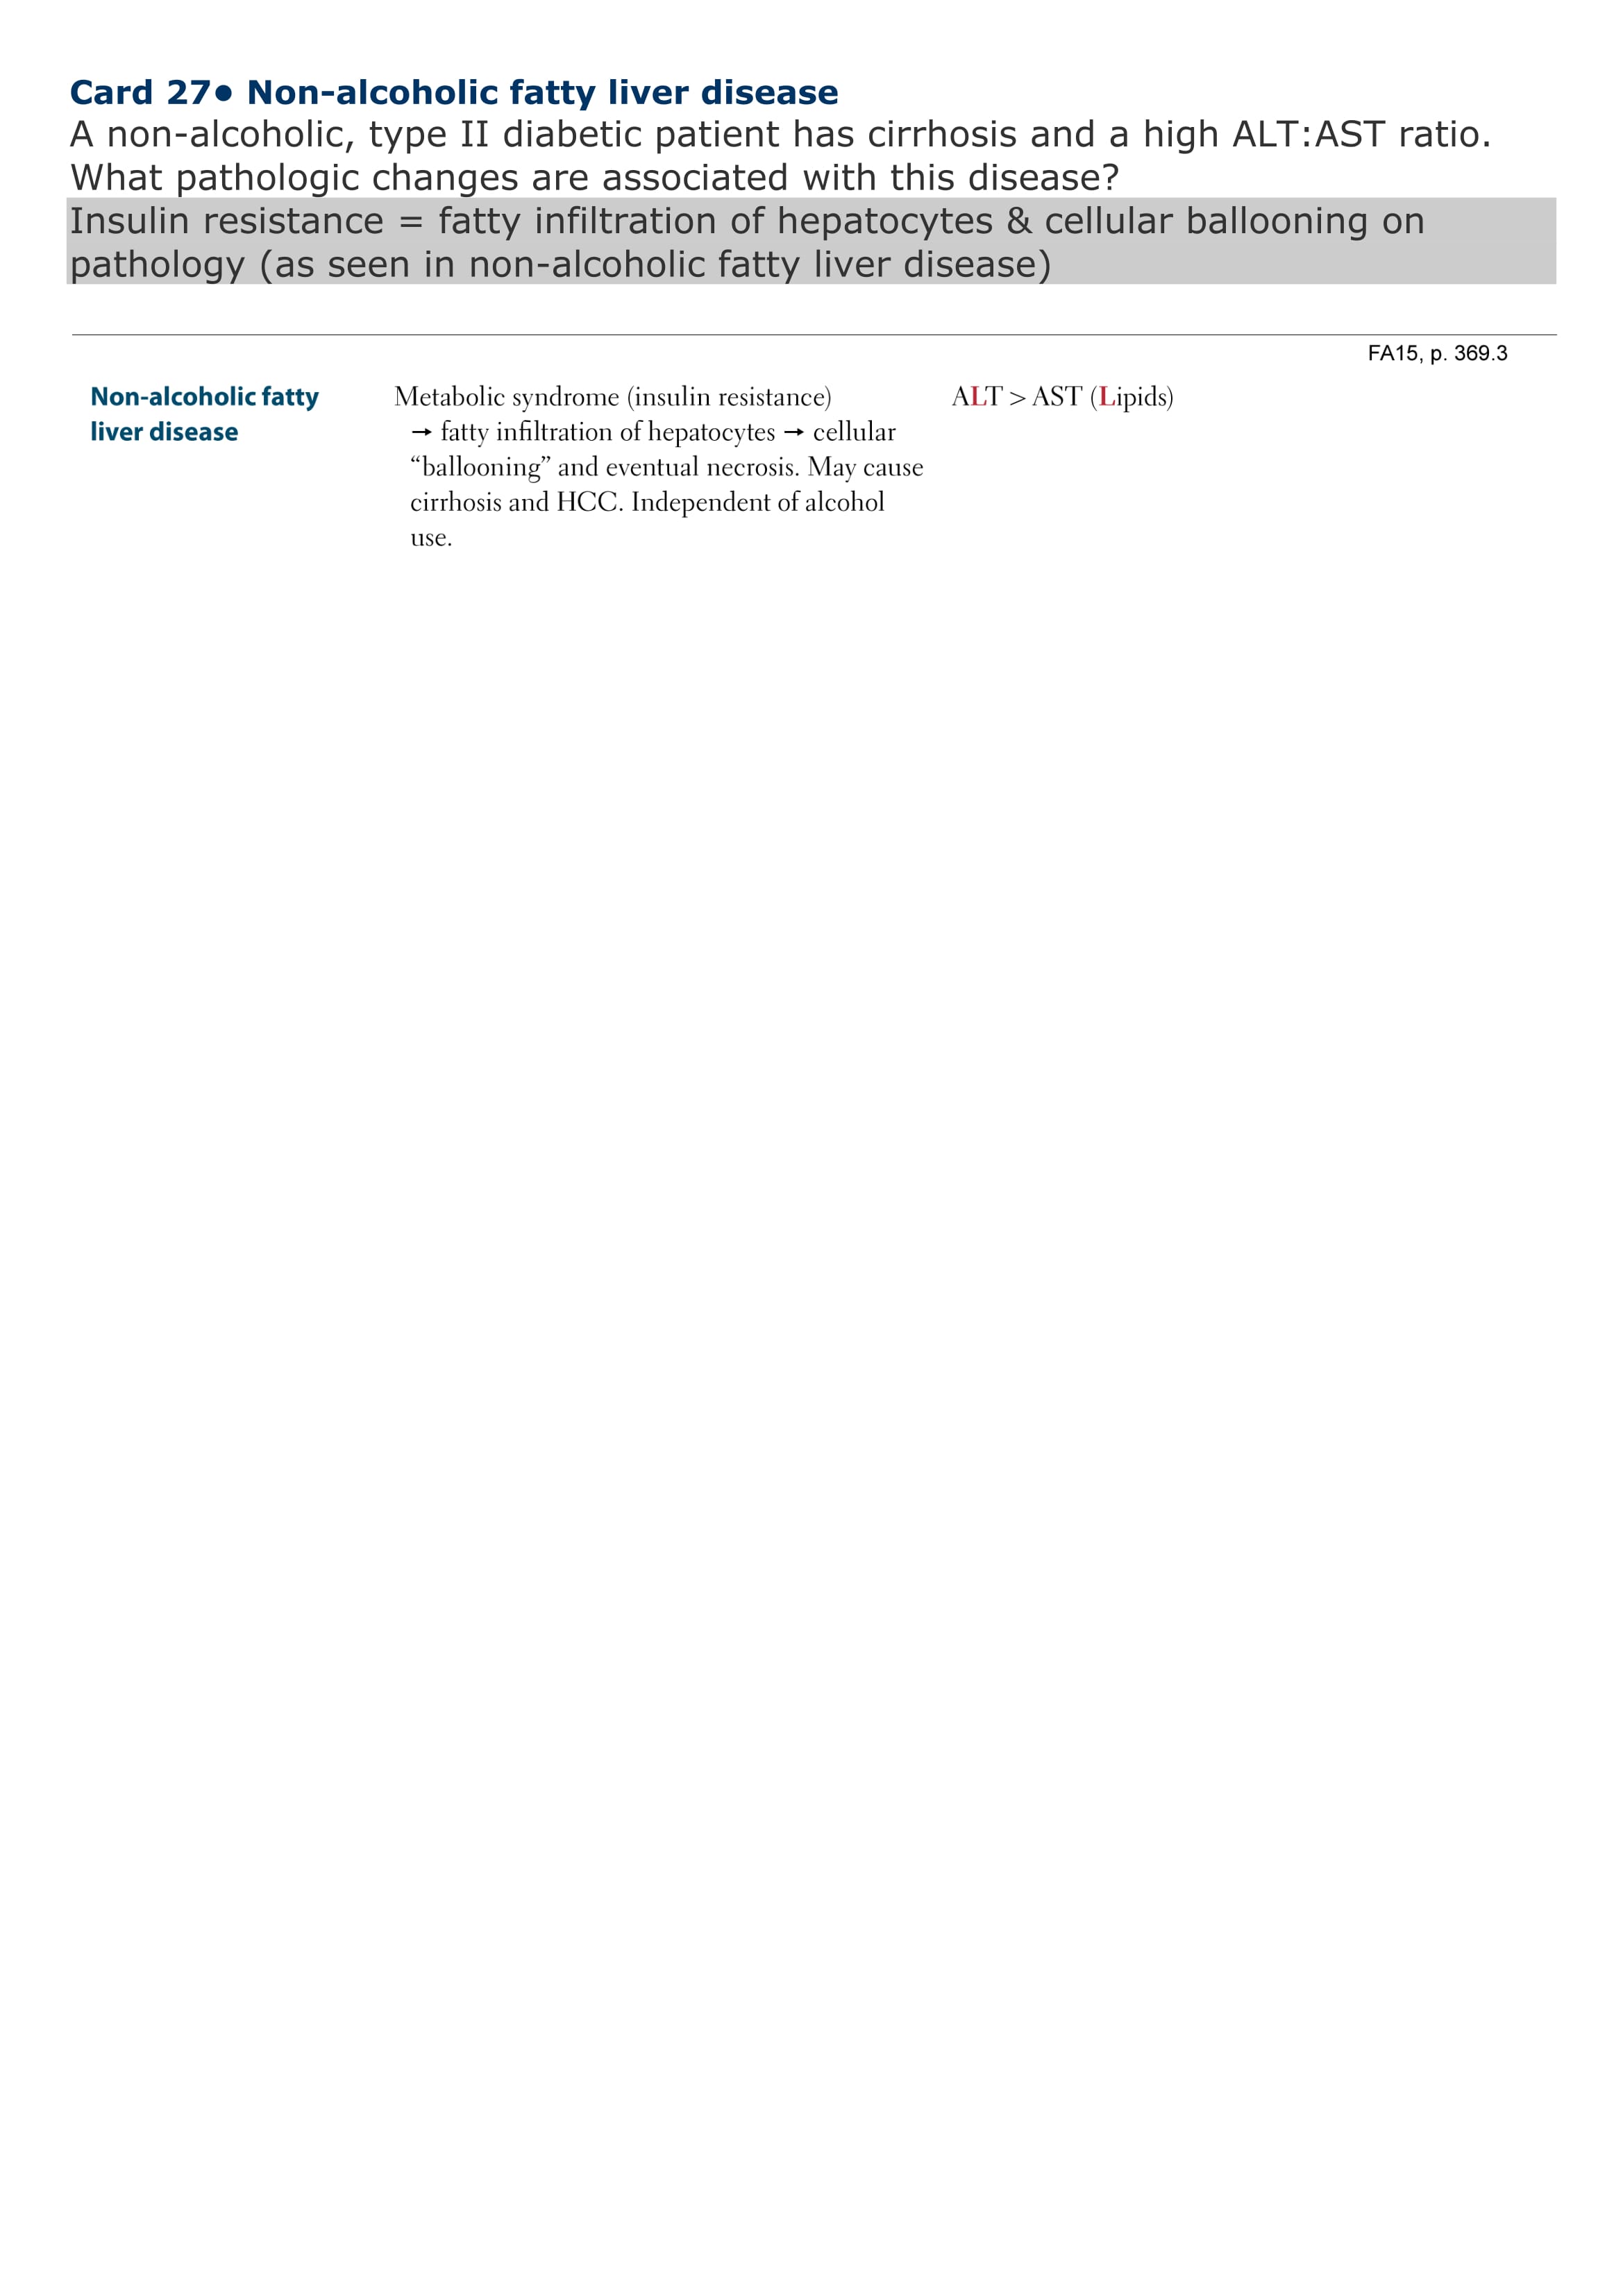 Card 27● Non-alcoholic fatty liver disease
A non-alcoholic, type II diabetic patient has cirrhosis and a high ALT:AST ratio.
What pathologic changes are associated with this disease?
Insulin resistance = fatty infiltration of hepatocytes & cellular ballooning on
pathology (as seen in non-alcoholic fatty liver disease)
FA15, p. 369.3
Non-alcoholic fatty
liver disease
Metabolic syndrome (insulin resistance)
→ fatty infiltration of hepatocytes → cellular
“ballooning” and eventual necrosis. May cause
cirrhosis and HCC. Independent of alcohol
use.
ALT > AST (Lipids)